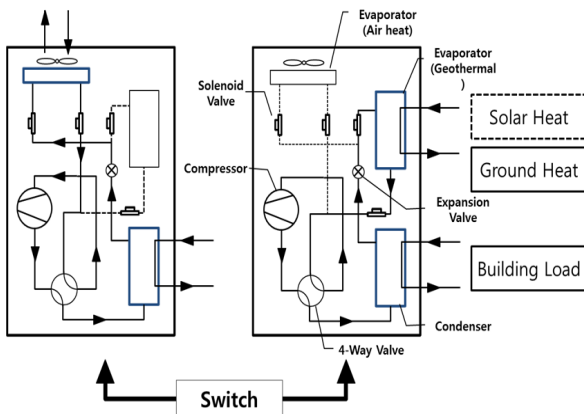 Evaporator
(Air heat)
Evaporator
(Geothermal
)
Solenoid
Valve
Solar Heat
Compressor
Ground Heat
Expansion
Valve
Building Load
Condenser
4-Way Valve
Switch